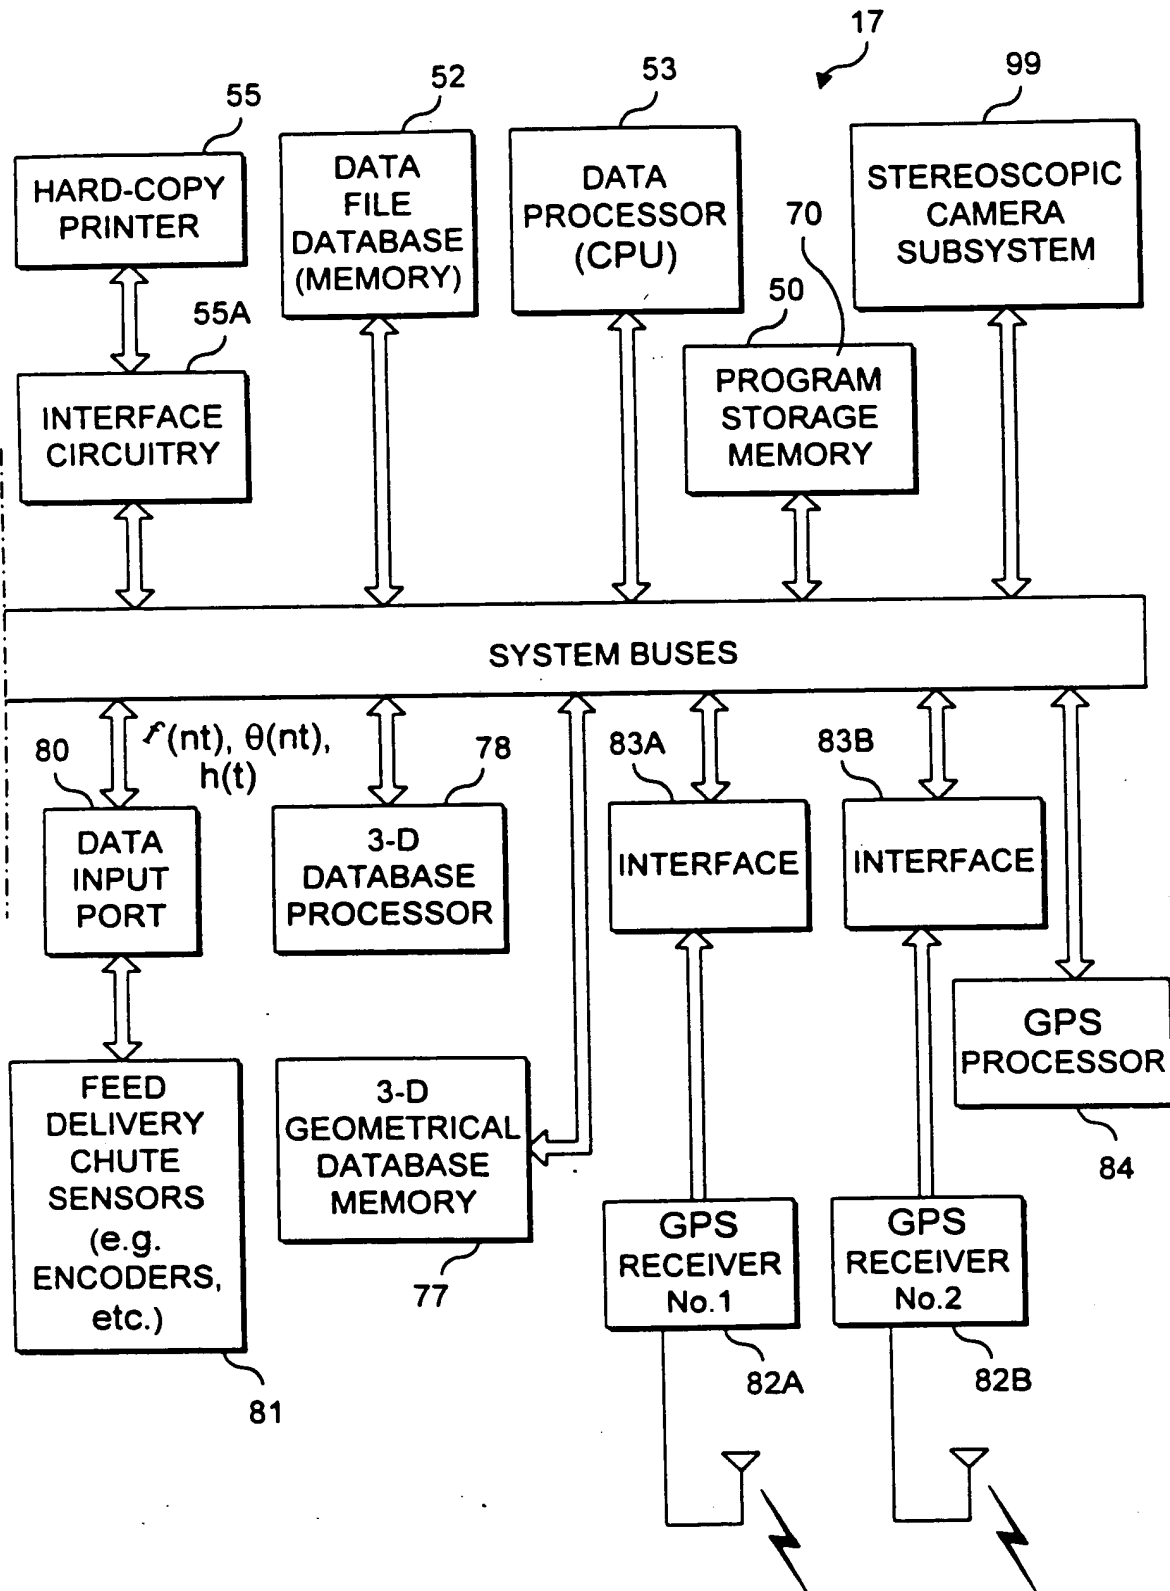 17
55
52
53
99
HARD-COPY
PRINTER
DATA
FILE
DATABASE
(MEMORY)
DATA
PROCESSOR
(CPU)
70
STEREOSCOPIC
CAMERA
SUBSYSTEM
55A
50
INTERFACE
CIRCUITRY
PROGRAM
STORAGE
MEMORY
SYSTEM BUSES
f (nt), θ(nt),
h(t)
80
78
83A
83B
DATA
INPUT
PORT
3-D
DATABASE
PROCESSOR
INTERFACE
INTERFACE
GPS
PROCESSOR
84
FEED
DELIVERY
CHUTE
SENSORS
(e.g.
ENCODERS,
etc.)
81
3-D
GEOMETRICAL
DATABASE
MEMORY
77
GPS
RECEIVER
No.1
82A
GPS
RECEIVER
No.2
82B